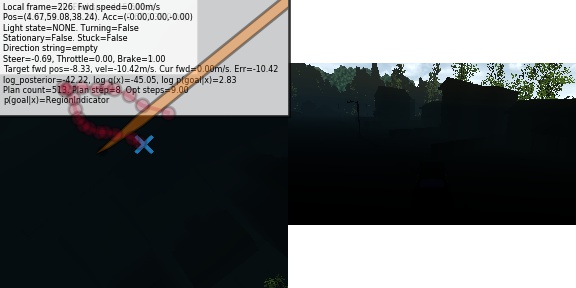 Local frame=226. Fwd speed=0.00m/s
Pos=(4.67,59.08,38.24). Acc=(-0.00,0.00,-0.00)
Light state=NONE. Turning=False
Stationary=False. Stuck=False
Direction string=empty
Steer=-0.69, Throttle=0.00, Brake=1.00
Target fwd pos=-8.33, vel=-10.42m/s. Cur fwd=0.00m/s. Err=-10.42
log_posterior=-42.22, log q(x)=-45.05, log p(goal|x)=2.83
Plan count=513, Plan step=8, Opt steps=9.00
p(goal|x)=RegionIndicator